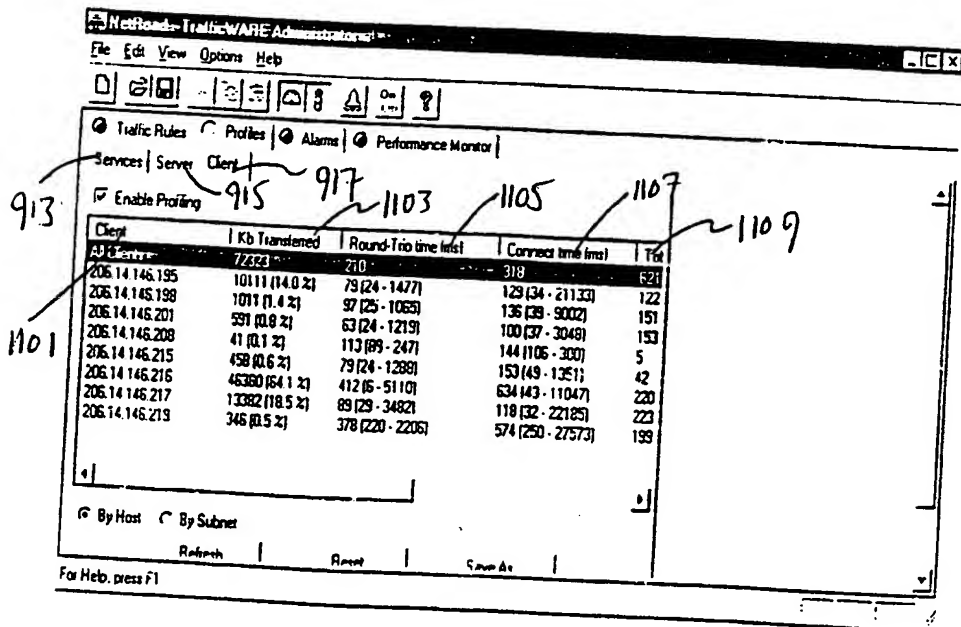 NetRoads-TrafficWARE Administrator
File Edit View Options Help
Traffic Rules Profiles Alarms Performance Monitor
Services Server Client
913 915 917 1103 1105 1107 1109
Enable Profiling
Client Kb Transferred Round-Trip time (ms) Connect time (ms)
All Clients 72323 210 318 621
206.14.146.195 10111 (14.0 %) 79 (24 - 1477) 129 (34 - 21133) 122
206.14.146.198 1011 (1.4 %) 97 (25 - 1065) 136 (39 - 9002) 151
206.14.146.201 591 (0.8 %) 63 (24 - 1219) 100 (37 - 3048) 153
206.14.146.208 41 (0.1 %) 113 (89 - 247) 144 (106 - 300) 5
206.14.146.215 458 (0.6 %) 79 (24 - 1288) 153 (49 - 1351) 42
206.14.146.216 46380 (64.1 %) 412 (6 - 5110) 634 (43 - 11047) 220
206.14.146.217 13382 (18.5 %) 89 (29 - 3482) 118 (32 - 22185) 223
206.14.146.219 346 (0.5 %) 378 (220 - 2206) 574 (250 - 27573) 199
1101
By Host By Subnet
Refresh Reset Save As
For Help, press F1